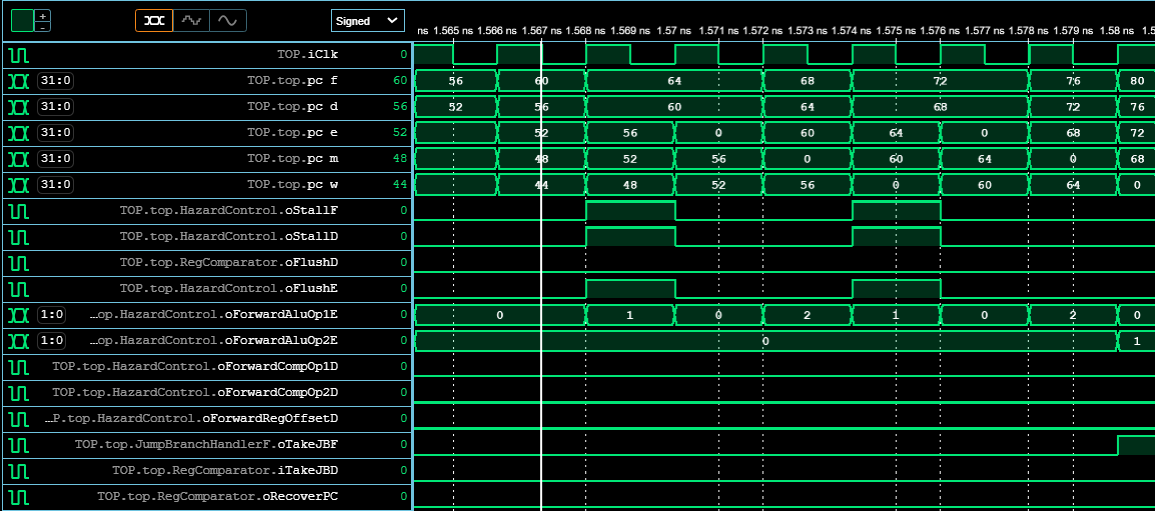 +
-
Signed
ns 1.565 ns 1.566 ns 1.567 ns 1.568 ns 1.569 ns 1.57 ns 1.571 ns 1.572 ns 1.573 ns 1.574 ns 1.575 ns 1.576 ns 1.577 ns 1.578 ns 1.579 ns 1.58 ns 1.5
TOP.iClk 0
31:0 TOP.top.pc f 60 56 60 64 68 72 76 80
31:0 TOP.top.pc d 56 52 56 60 64 68 72 76
31:0 TOP.top.pc e 52 52 56 0 60 64 0 68 72
31:0 TOP.top.pc m 48 48 52 56 0 60 64 0 68
31:0 TOP.top.pc w 44 44 48 52 56 0 60 64 0
TOP.top.HazardControl.oStallF 0
TOP.top.HazardControl.oStallD 0
TOP.top.RegComparator.oFlushD 0
TOP.top.HazardControl.oFlushE 0
1:0 …op.HazardControl.oForwardAluOp1E 0 0 1 0 2 1 0 2 0
1:0 …op.HazardControl.oForwardAluOp2E 0 0 1
TOP.top.HazardControl.oForwardCompOp1D 0
TOP.top.HazardControl.oForwardCompOp2D 0
…P.top.HazardControl.oForwardRegOffsetD 0
TOP.top.JumpBranchHandlerF.oTakeJBF 0
TOP.top.RegComparator.iTakeJBD 0
TOP.top.RegComparator.oRecoverPC 0